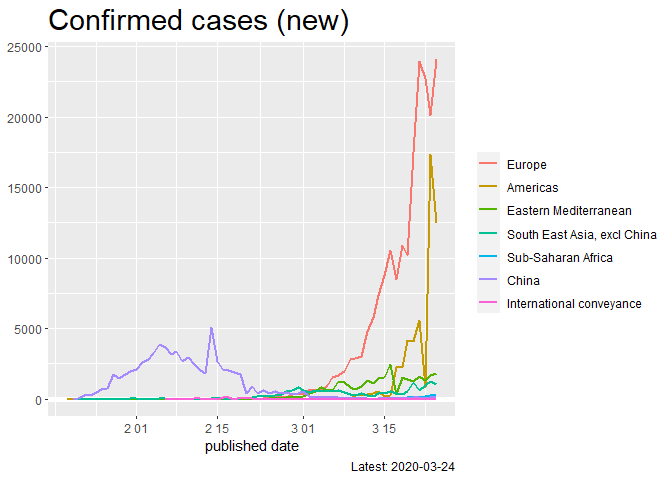 Confirmed cases (new)
25000
20000
15000
10000
5000
0
2 01
2 15
3 01
3 15
published date
Europe
Americas
Eastern Mediterranean
South East Asia, excl China
Sub-Saharan Africa
China
International conveyance
Latest: 2020-03-24